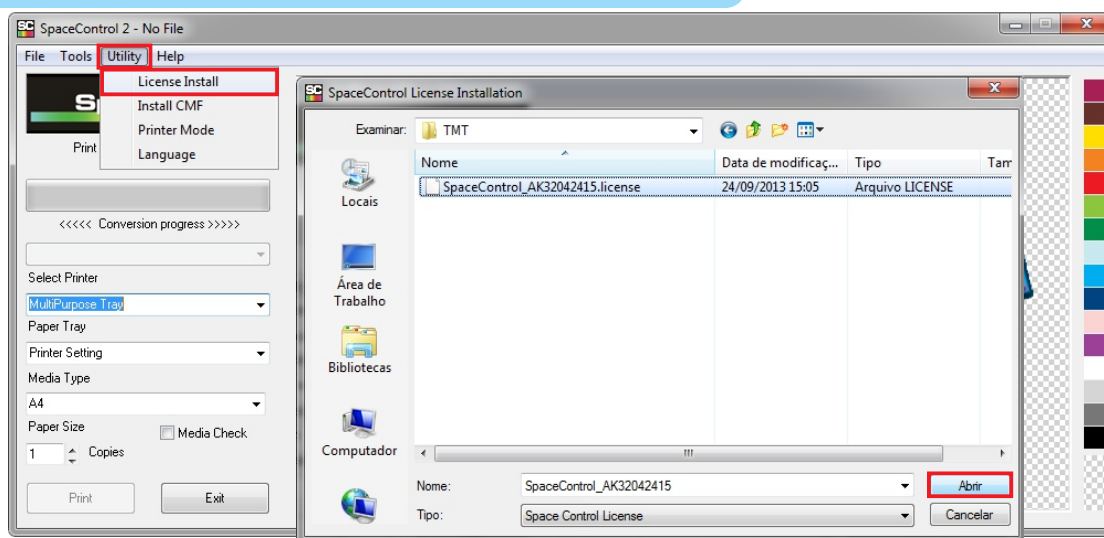 SC SpaceControl 2 - No File
File Tools Utility Help
License Install
Install CMF
Printer Mode
Language
S
Print
<<<<< Conversion progress >>>>>
Select Printer
MultiPurpose Tray
Paper Tray
Printer Setting
Media Type
A4
Paper Size
Media Check
1 Copies
Print Exit
SC SpaceControl License Installation
Examinar: TMT
Nome Data de modificaç... Tipo Tam
SpaceControl_AK32042415.license 24/09/2013 15:05 Arquivo LICENSE
Locais
Área de
Trabalho
Bibliotecas
Computador
Nome: SpaceControl_AK32042415 Abrir
Tipo: Space Control License Cancelar